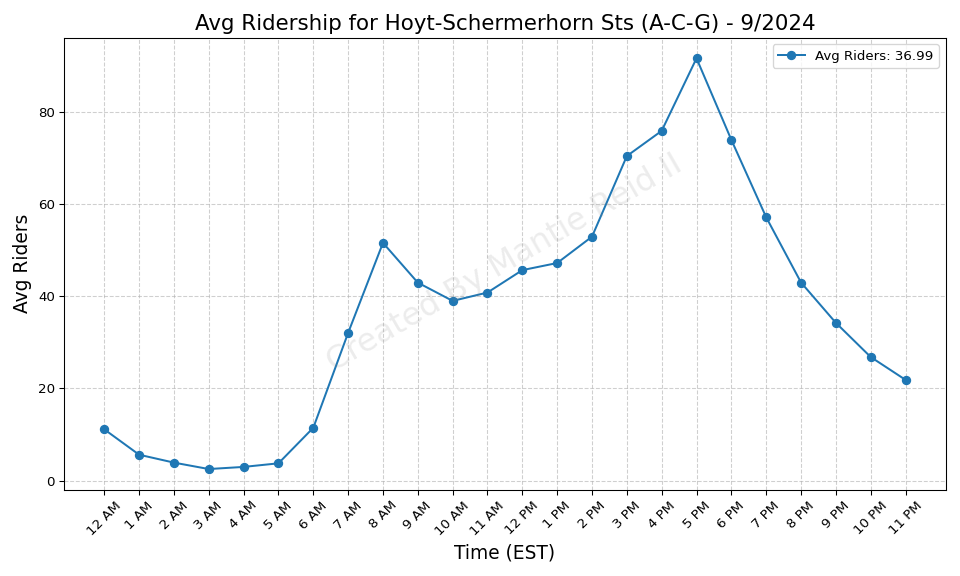 Avg Ridership for Hoyt-Schermerhorn Sts (A-C-G) - 9/2024
Avg Riders: 36.99
Avg Riders
80
60
40
20
0
Created By Mantie Reid II
12 AM
1 AM
2 AM
3 AM
4 AM
5 AM
6 AM
7 AM
8 AM
9 AM
10 AM
11 AM
12 PM
1 PM
2 PM
3 PM
4 PM
5 PM
6 PM
7 PM
8 PM
9 PM
10 PM
11 PM
Time (EST)